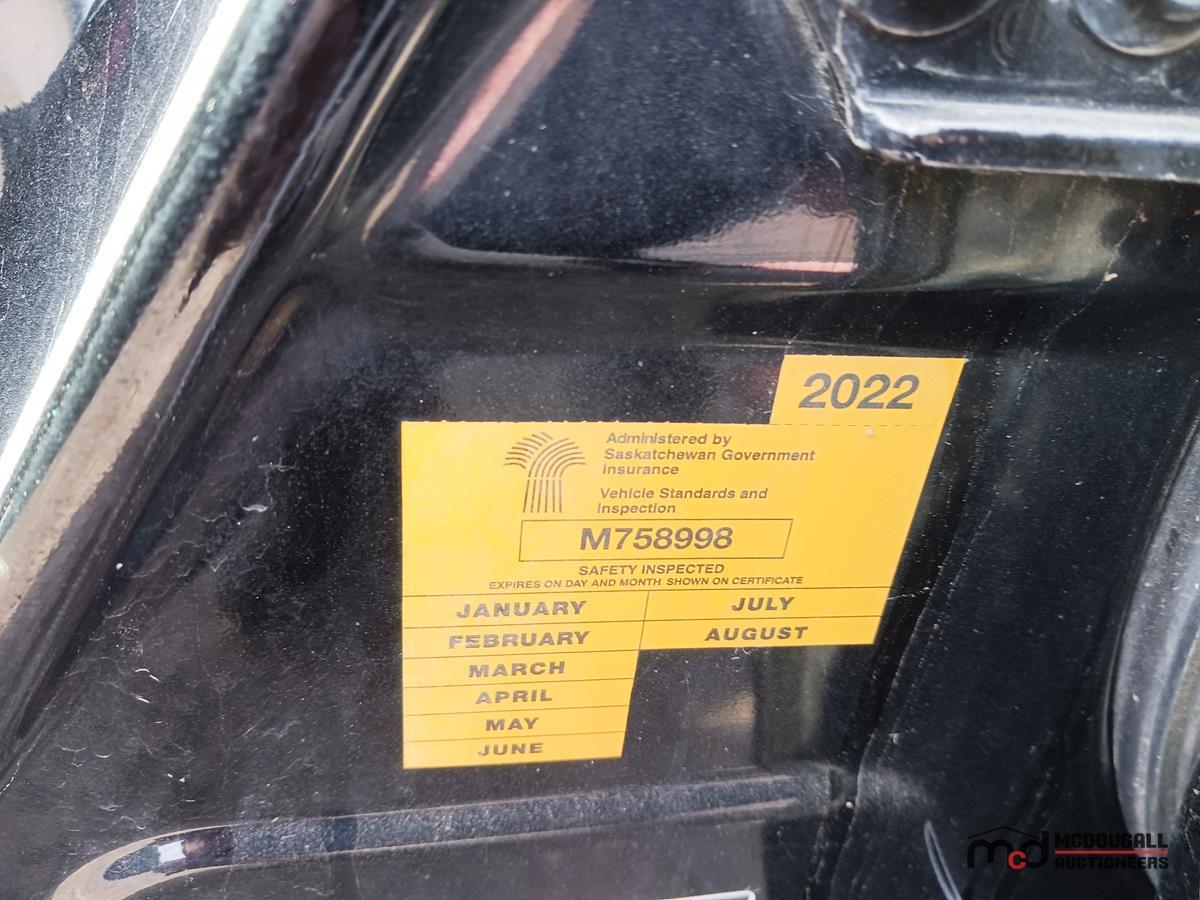 2022
Administered by
Saskatchewan Government
Insurance
Vehicle Standards and
Inspection
M758998
SAFETY INSPECTED
EXPIRES ON DAY AND MONTH SHOWN ON CERTIFICATE
JANUARY JULY
FEBRUARY AUGUST
MARCH
APRIL
MAY
JUNE
mcd MCDOUGALL
AUCTIONEERS